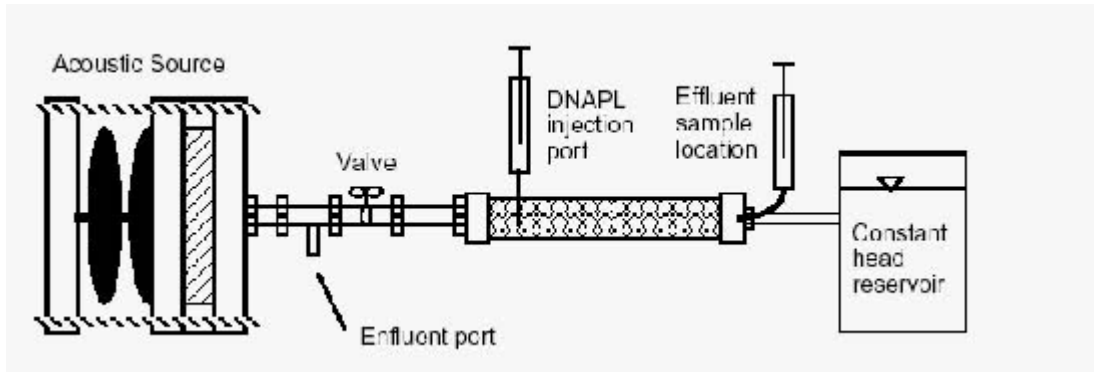 Acoustic Source
DNAPL
injection
port
Effluent
sample
location
Valve
Constant
head
reservoir
Enfluent port